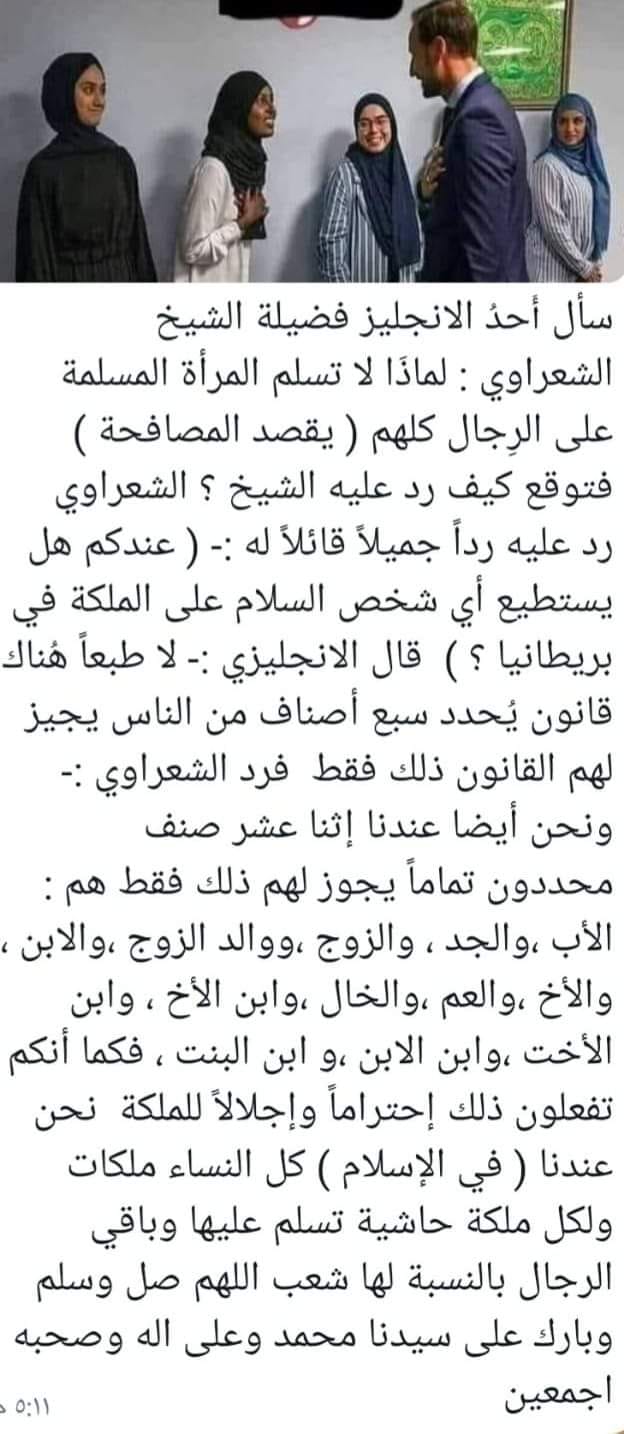 سأل أحدُ الانجليز فضيلة الشيخ
الشعراوي : لماذَا لا تسلم المرأة المسلمة
على الرِجال كلهم ( يقصد المصافحة )
فتوقع كيف رد عليه الشيخ ؟ الشعراوي
رد عليه رداً جميلاً قائلاً له :- ( عندكم هل
يستطيع أي شخص السلام على الملكة في
بريطانيا ؟ ) قال الانجليزي :- لا طبعاً هُناك
قانون يُحدد سبع أصناف من الناس يجيز
لهم القانون ذلك فقط فرد الشعراوي :-
ونحن أيضا عندنا إثنا عشر صنف
محددون تماماً يجوز لهم ذلك فقط هم :
الأب ،والجد ، والزوج ،ووالد الزوج ،والابن ،
والأخ ،والعم ،والخال ،وابن الأخ ، وابن
الأخت ،وابن الابن ،و ابن البنت ، فكما أنكم
تفعلون ذلك إحتراماً وإجلالاً للملكة نحن
عندنا ( في الإسلام ) كل النساء ملكات
ولكل ملكة حاشية تسلم عليها وباقي
الرجال بالنسبة لها شعب اللهم صل وسلم
وبارك على سيدنا محمد وعلى اله وصحبه
اجمعين
٥:١١